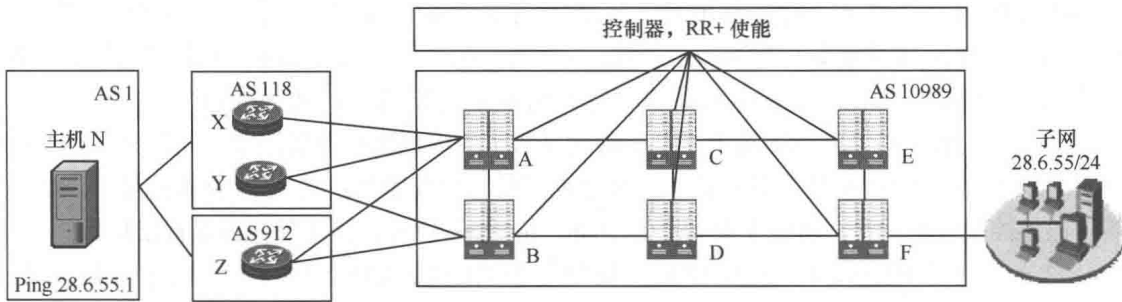 控制器，RR+ 使能
AS 1
主机 N
Ping 28.6.55.1
AS 118
X
Y
AS 912
Z
AS 10989
A
C
E
B
D
F
子网
28.6.55/24